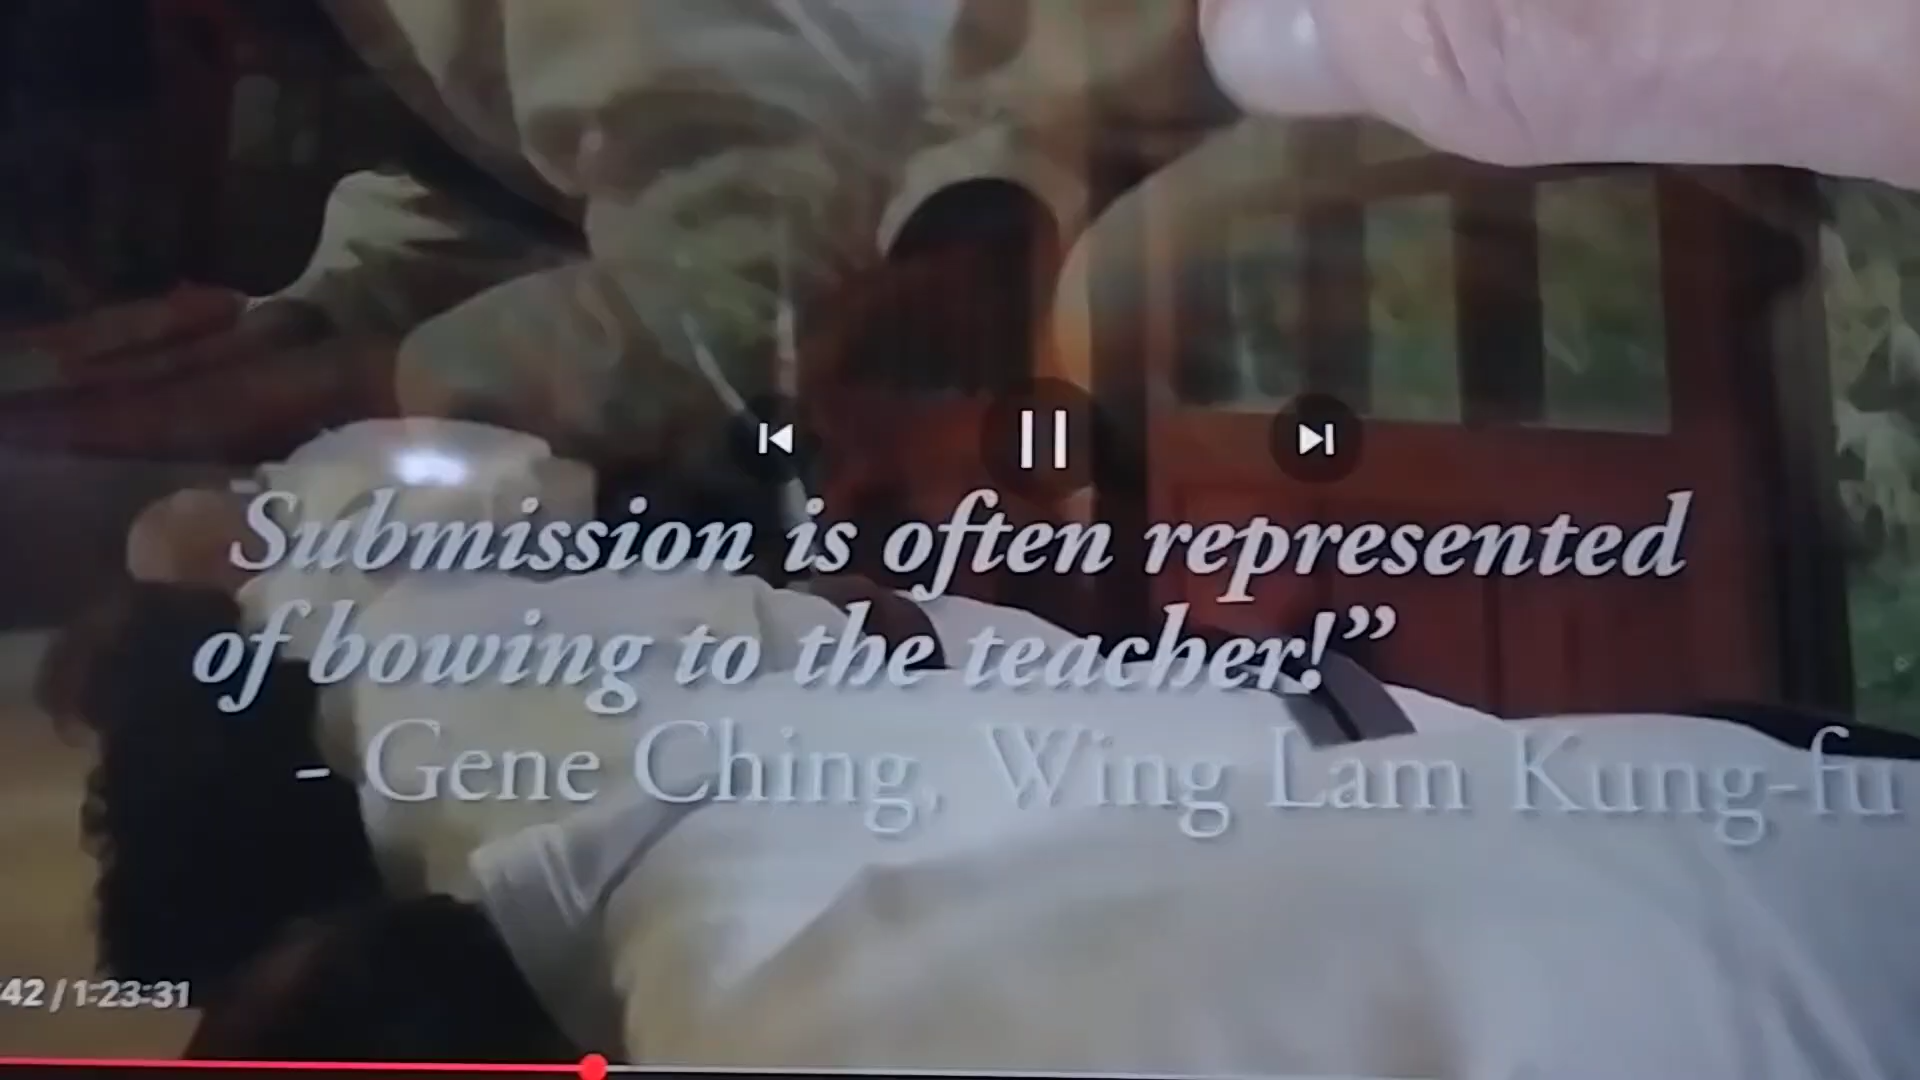 Submission is often represented
of bowing to the teacher!”
- Gene Ching, Wing Lam Kung-fu
42 / 1:23:31